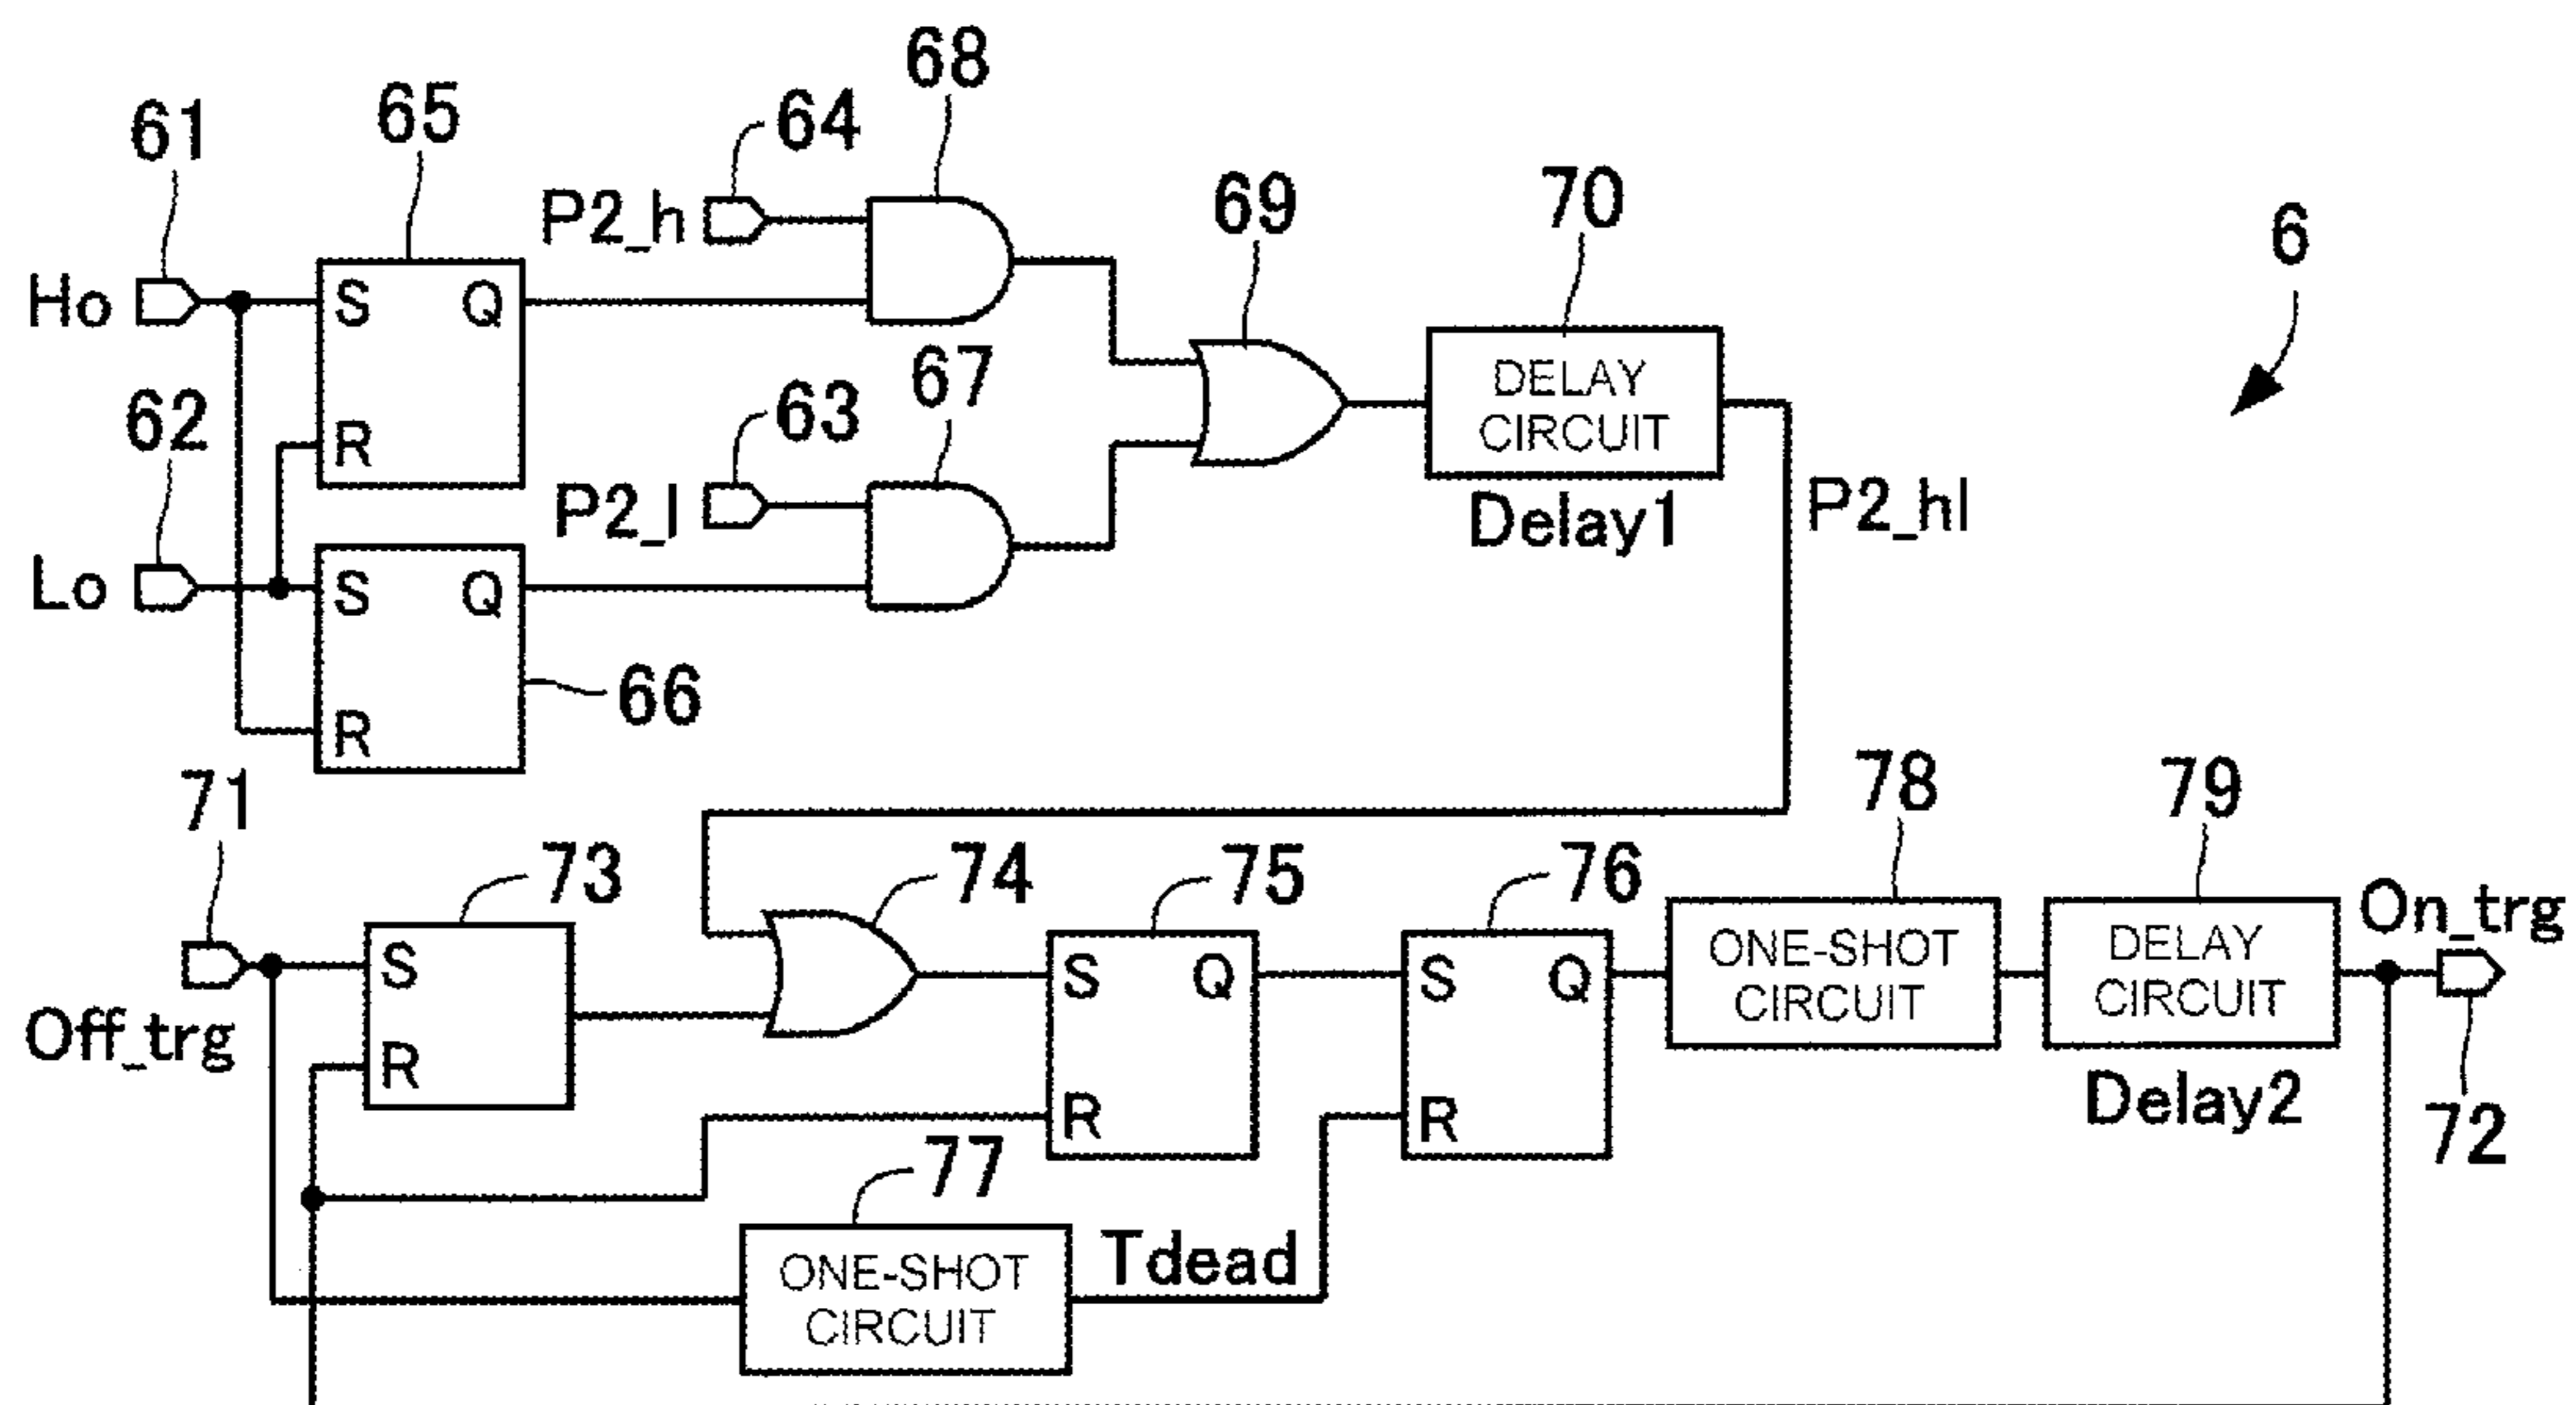 68
65
64
61
69
70
6
P2_h
S Q
Ho
67
DELAY
CIRCUIT
63
62
R
P2_l
Delay1
P2_hl
S Q
Lo
66
R
71
78
79
73
74
75
76
On_trg
S
S Q
S Q
ONE-SHOT
CIRCUIT
DELAY
CIRCUIT
Off_trg
R
R
R
Delay2
72
77
Tdead
ONE-SHOT
CIRCUIT